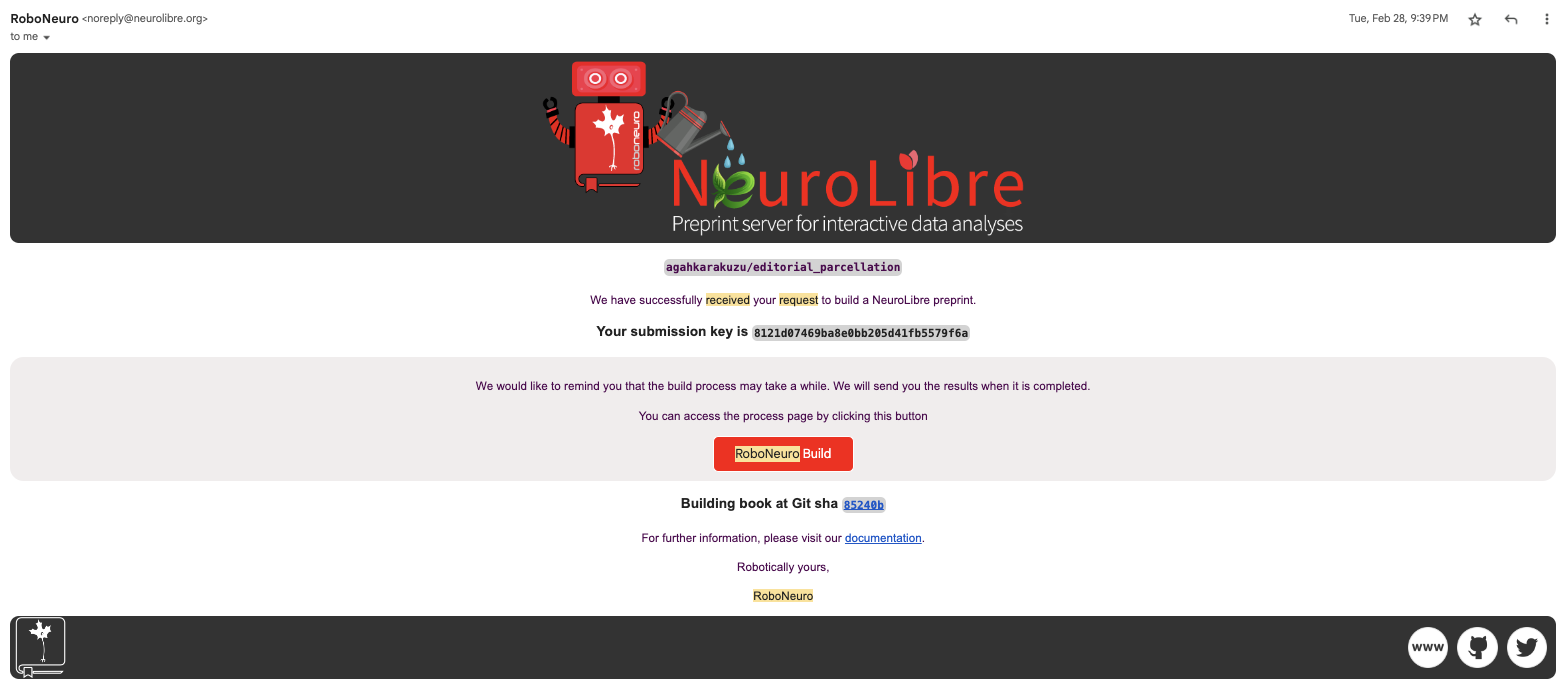 RoboNeuro <noreply@neurolibre.org>
Tue, Feb 28, 9:39 PM
to me
roboneuro
NeuroLibre
Preprint server for interactive data analyses
agahkarakuzu/editorial_parcellation
We have successfully received your request to build a NeuroLibre preprint.
Your submission key is 8121d07469ba8e0bb205d41fb5579f6a
We would like to remind you that the build process may take a while. We will send you the results when it is completed.
You can access the process page by clicking this button
RoboNeuro Build
Building book at Git sha 85240b
For further information, please visit our documentation.
Robotically yours,
RoboNeuro
www